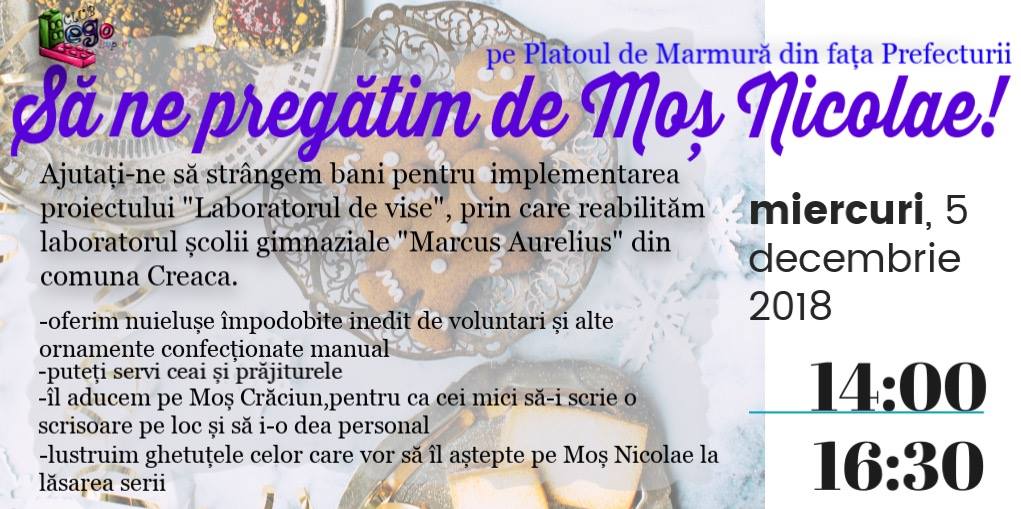 CLUB
Lego
pe Platoul de Marmură din fața Prefecturii
Să ne pregătim de Moș Nicolae!
Ajutați-ne să strângem bani pentru implementarea
proiectului "Laboratorul de vise", prin care reabilităm
laboratorul școlii gimnaziale "Marcus Aurelius" din
comuna Creaca.
-oferim nuielușe împodobite inedit de voluntari și alte
ornamente confecționate manual
-puteți servi ceai și prăjiturele
-îl aducem pe Moș Crăciun,pentru ca cei mici să-i scrie o
scrisoare pe loc și să i-o dea personal
-lustruim ghetuțele celor care vor să îl aștepte pe Moș Nicolae la
lăsarea serii
miercuri, 5
decembrie
2018
14:00
16:30